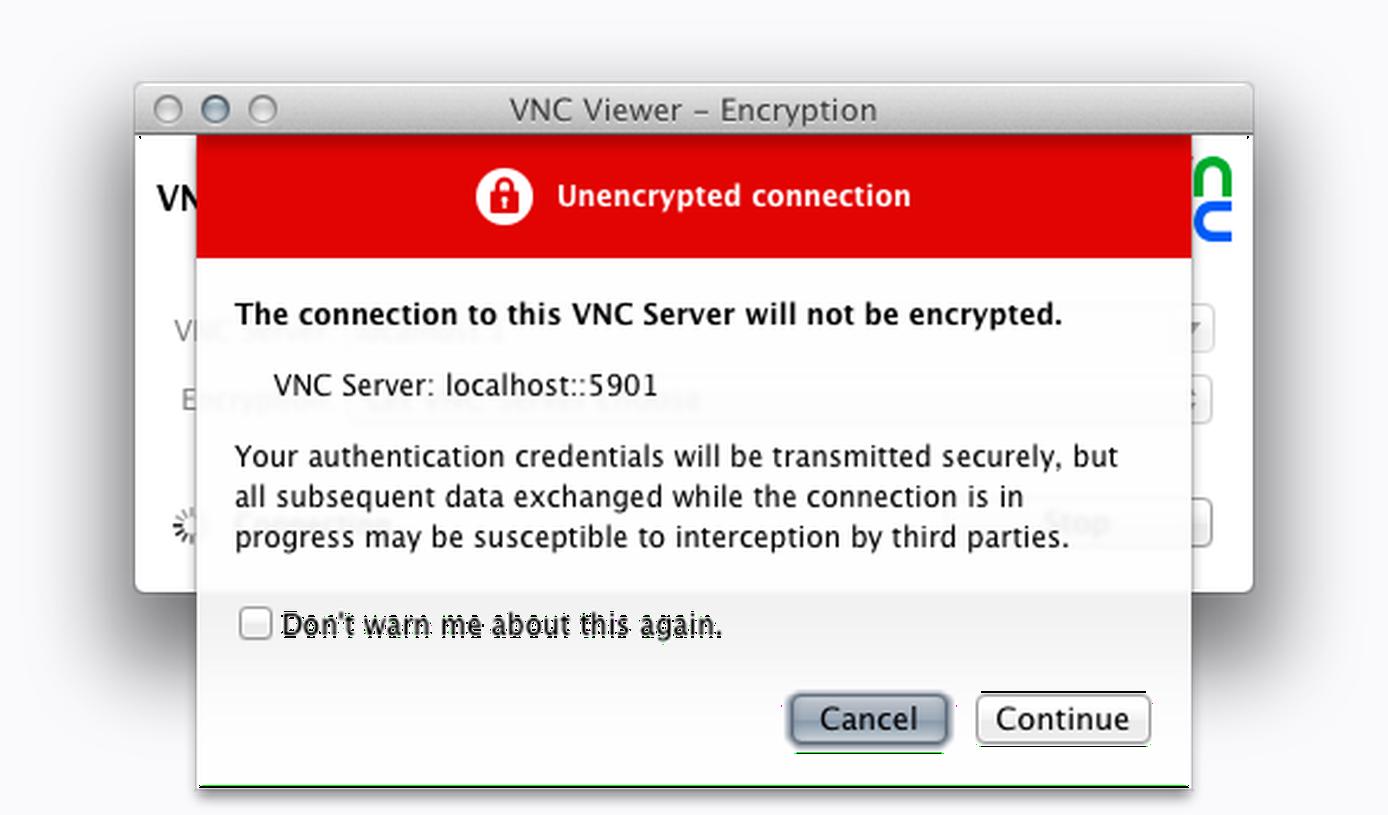 VNC Viewer – Encryption
VN
Unencrypted connection
The connection to this VNC Server will not be encrypted.
VNC Server: localhost::5901
Your authentication credentials will be transmitted securely, but
all subsequent data exchanged while the connection is in
progress may be susceptible to interception by third parties.
Stop
Don't warn me about this again.
Cancel
Continue